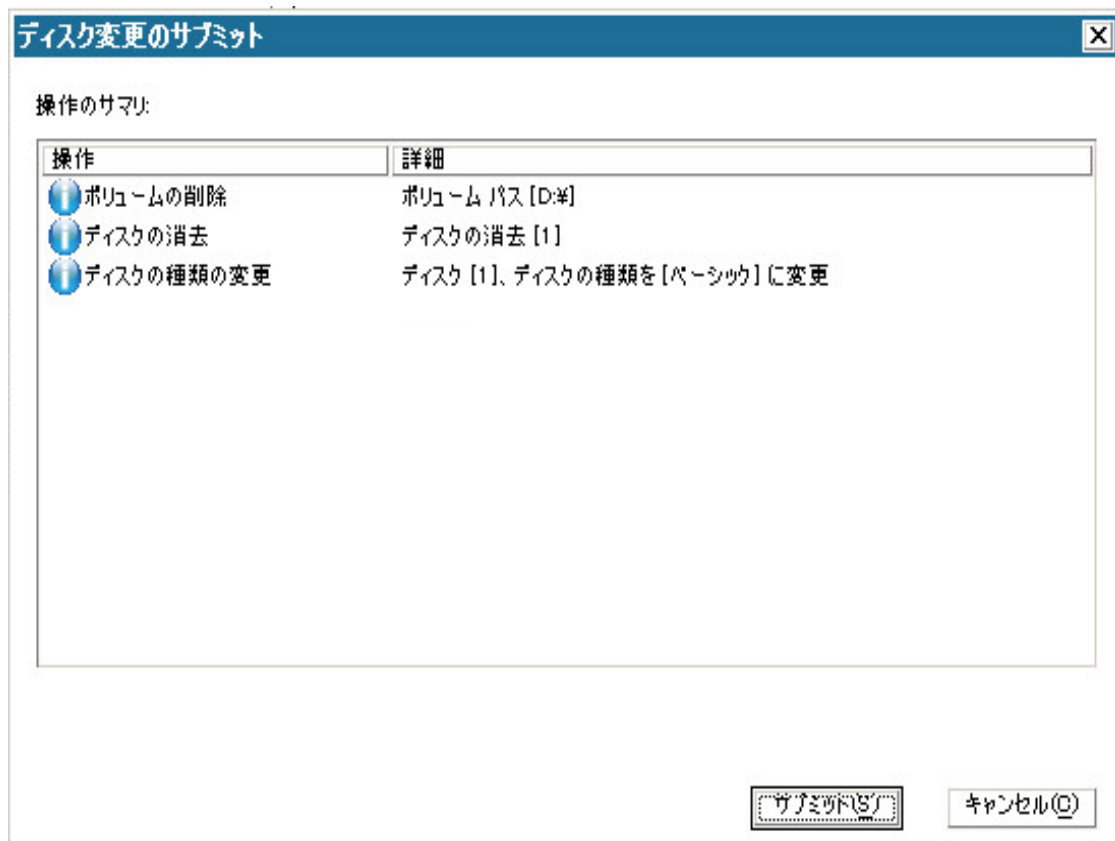 ディスク変更のサブミット
操作のサマリ:
操作 詳細
ボリュームの削除 ボリューム パス [D:¥]
ディスクの消去 ディスクの消去 [1]
ディスクの種類の変更 ディスク [1]、ディスクの種類を [ベーシック] に変更
サブミット(S) キャンセル(C)